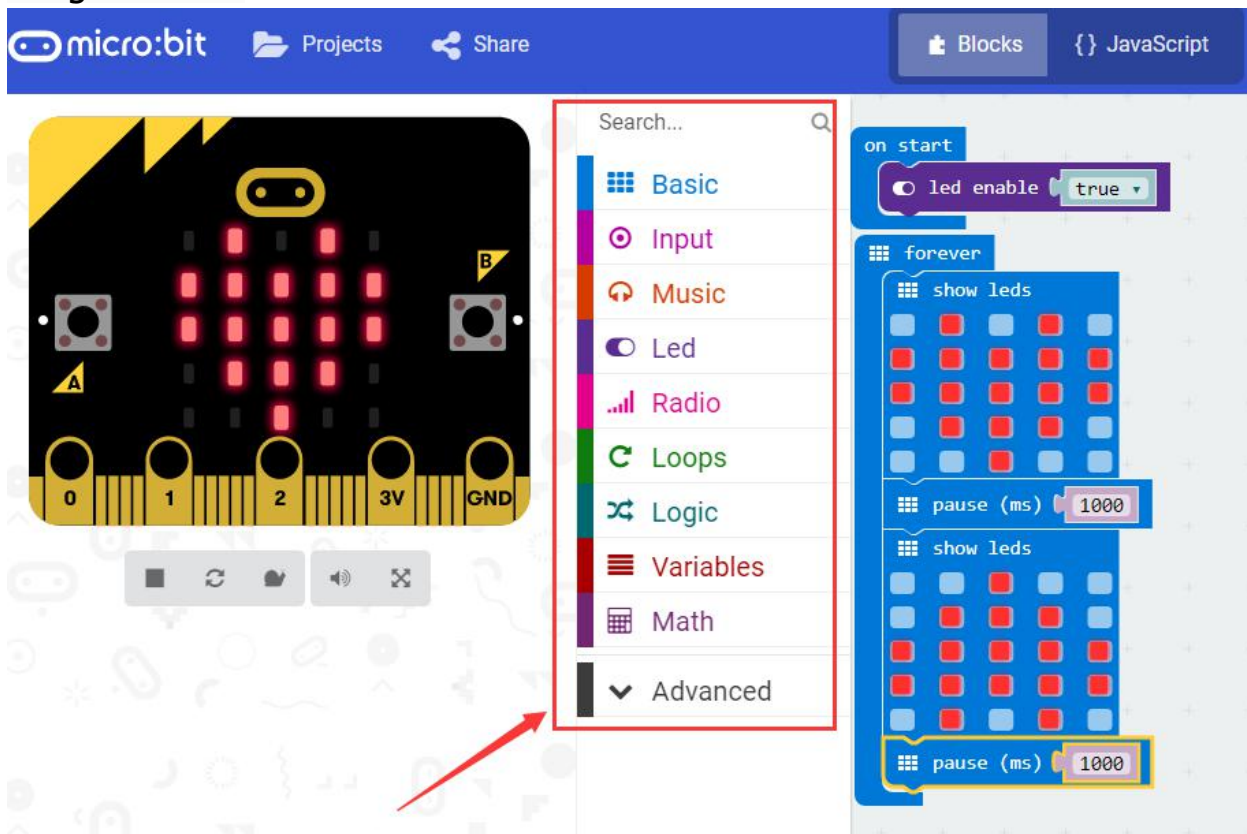 micro:bit Projects Share Blocks {} JavaScript
Search...
Basic
Input
Music
Led
Radio
Loops
Logic
Variables
Math
Advanced
A
B
0 1 2 3V GND
on start
led enable true
forever
show leds
pause (ms) 1000
show leds
pause (ms) 1000